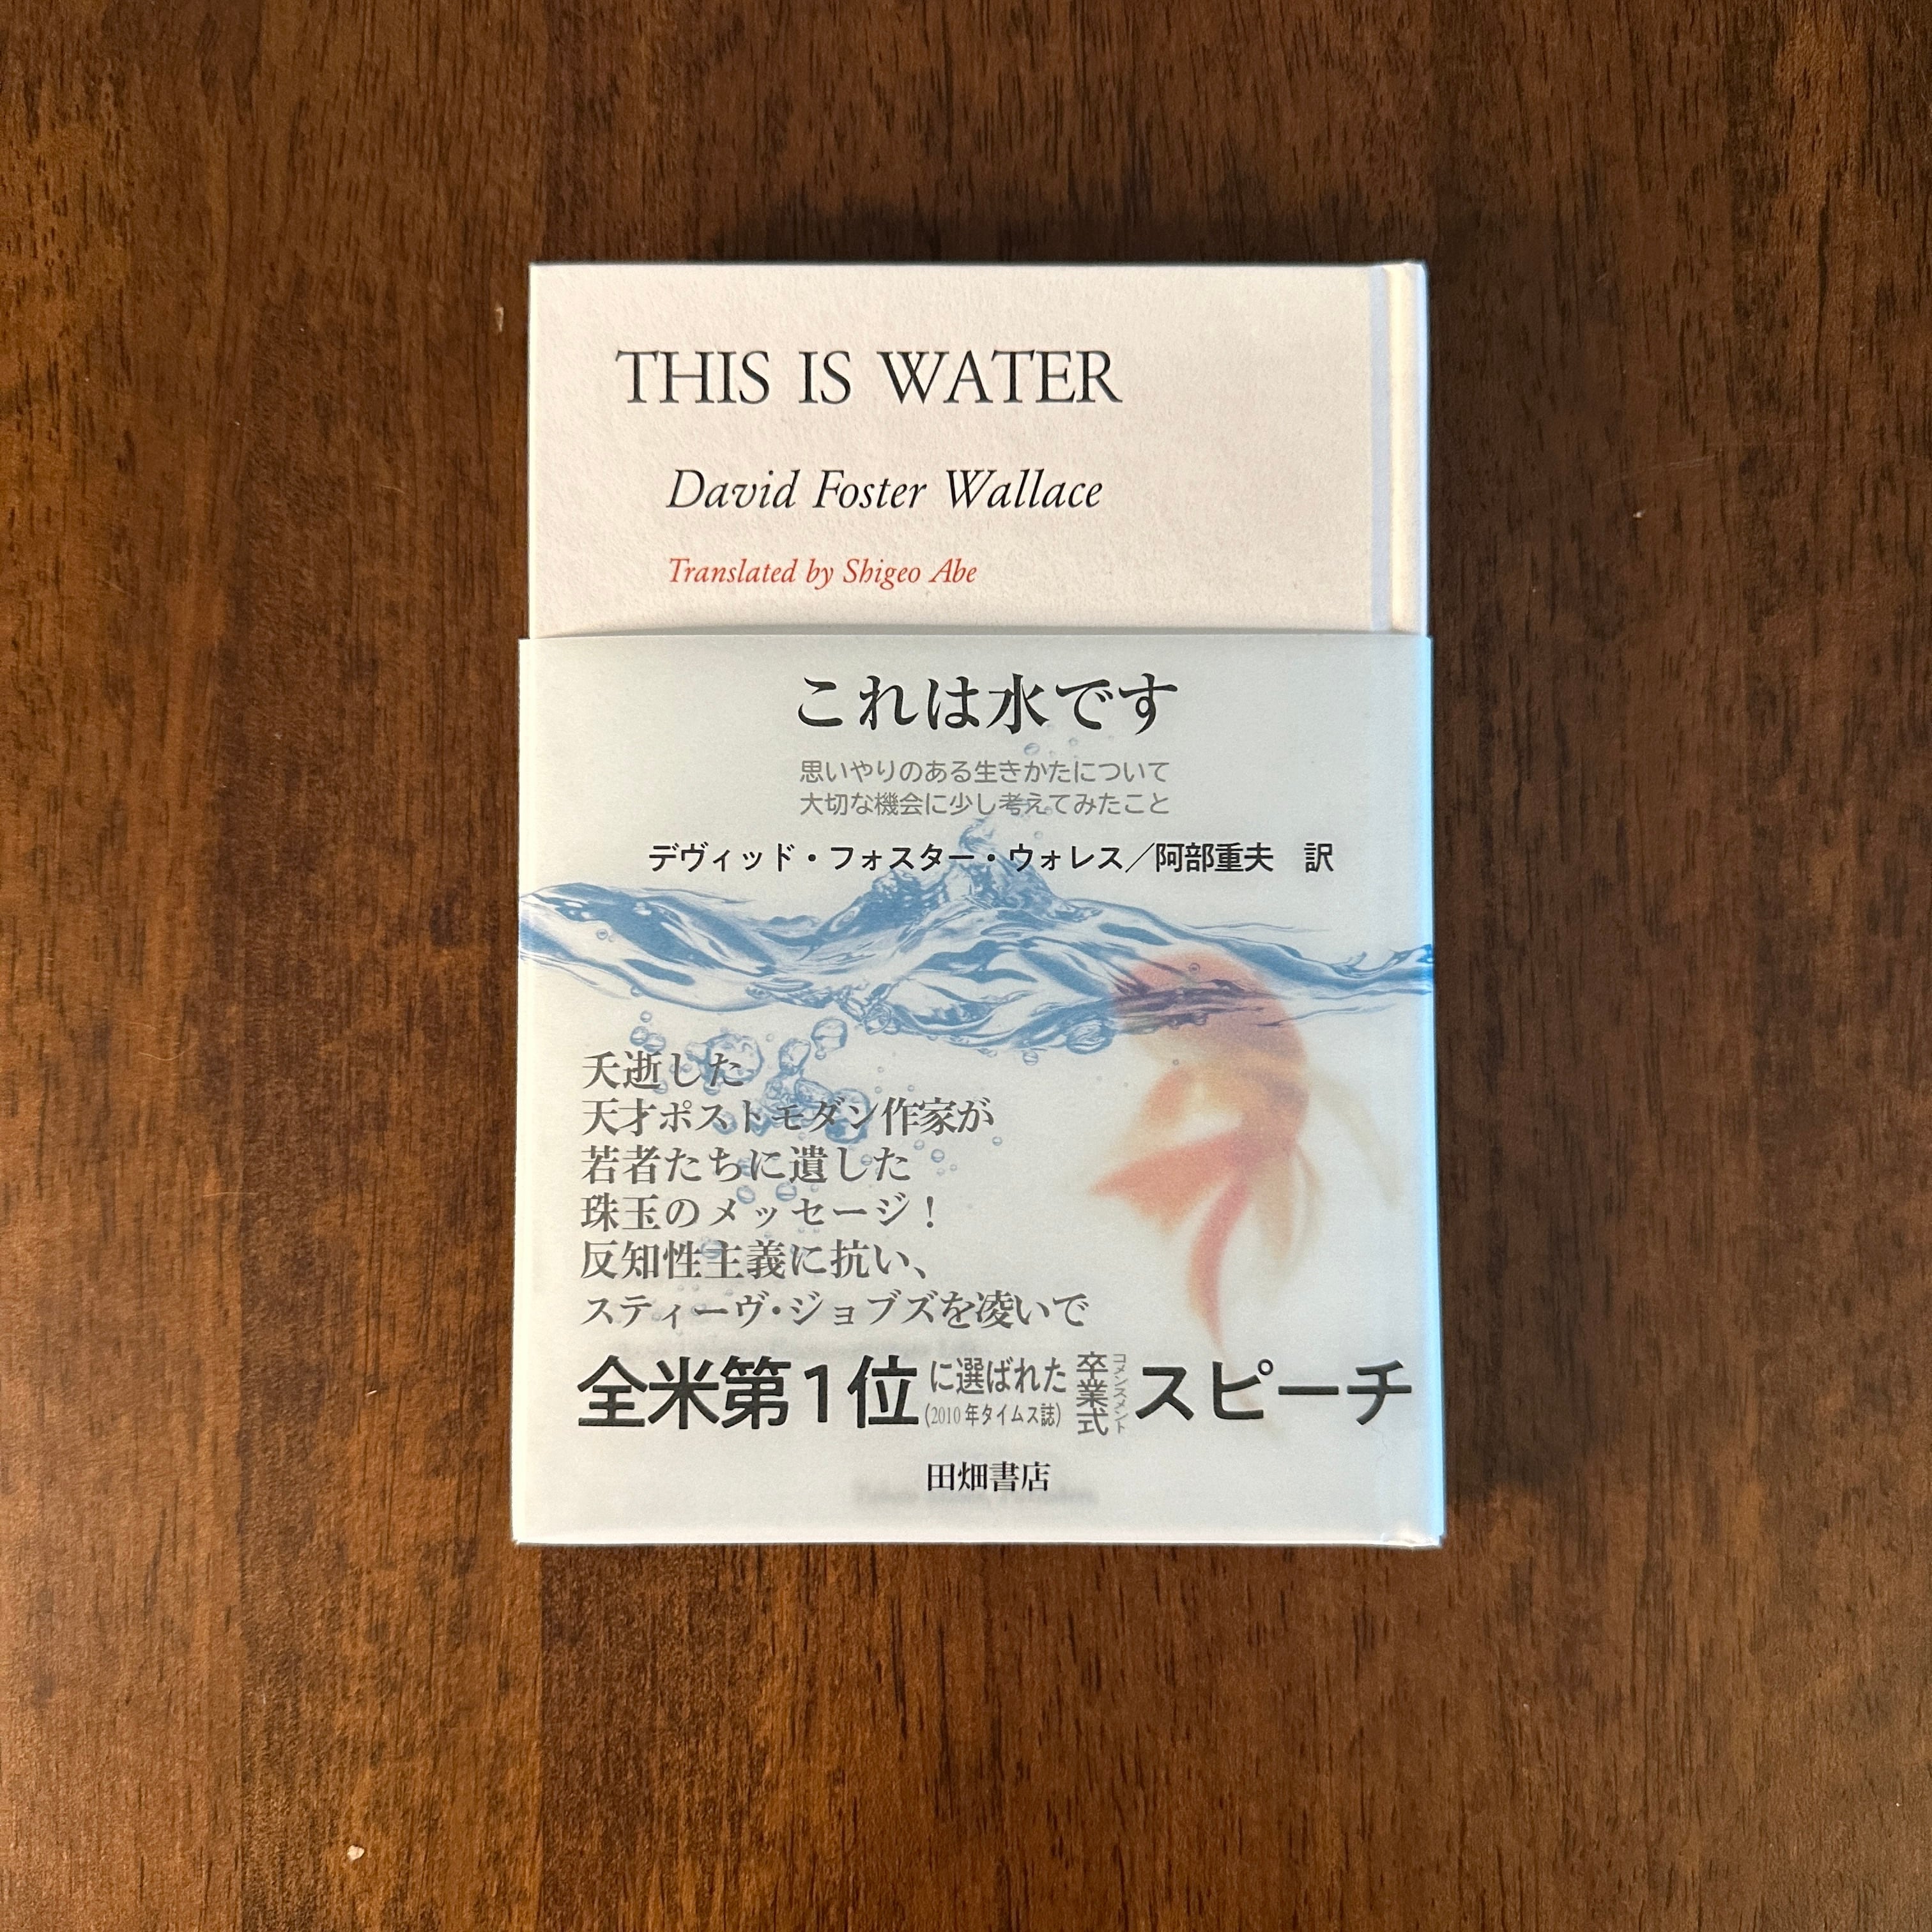 THIS IS WATER
David Foster Wallace
Translated by Shigeo Abe
これは水です
思いやりのある生きかたについて
大切な機会に少し考えてみたこと
デヴィッド・フォスター・ウォレス／阿部重夫 訳
夭逝した
天才ポストモダン作家が
若者たちに遺した
珠玉のメッセージ！
反知性主義に抗い、
スティーヴ・ジョブズを凌いで
全米第1位に選ばれた
(2010年タイムス誌)
卒業式
コメンスメント
スピーチ
田畑書店